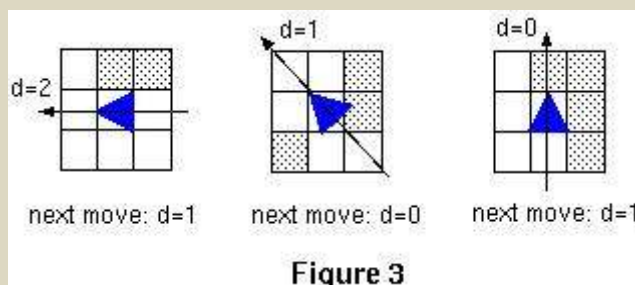 d=2
d=1
d=0
next move: d=1
next move: d=0
next move: d=1
Figure 3